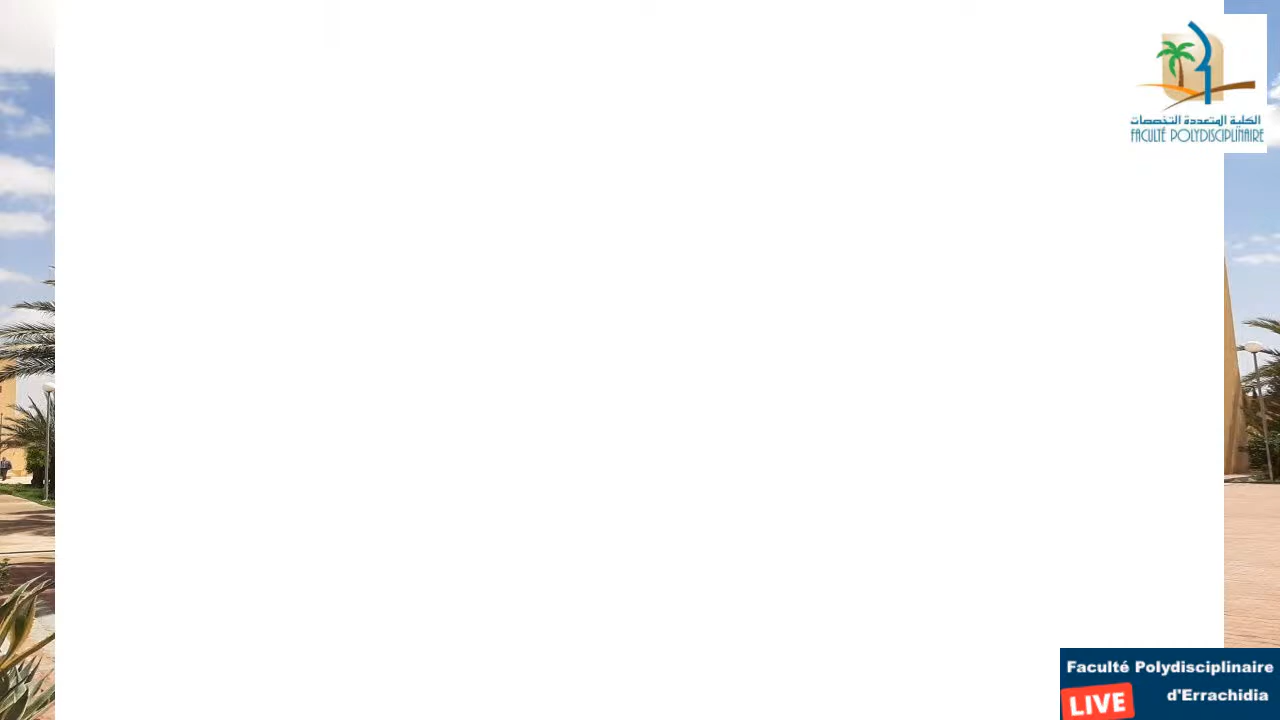 الكلية المتعددة التخصصات
FACULTÉ POLYDISCIPLINAIRE
Faculté Polydisciplinaire
d'Errachidia
LIVE